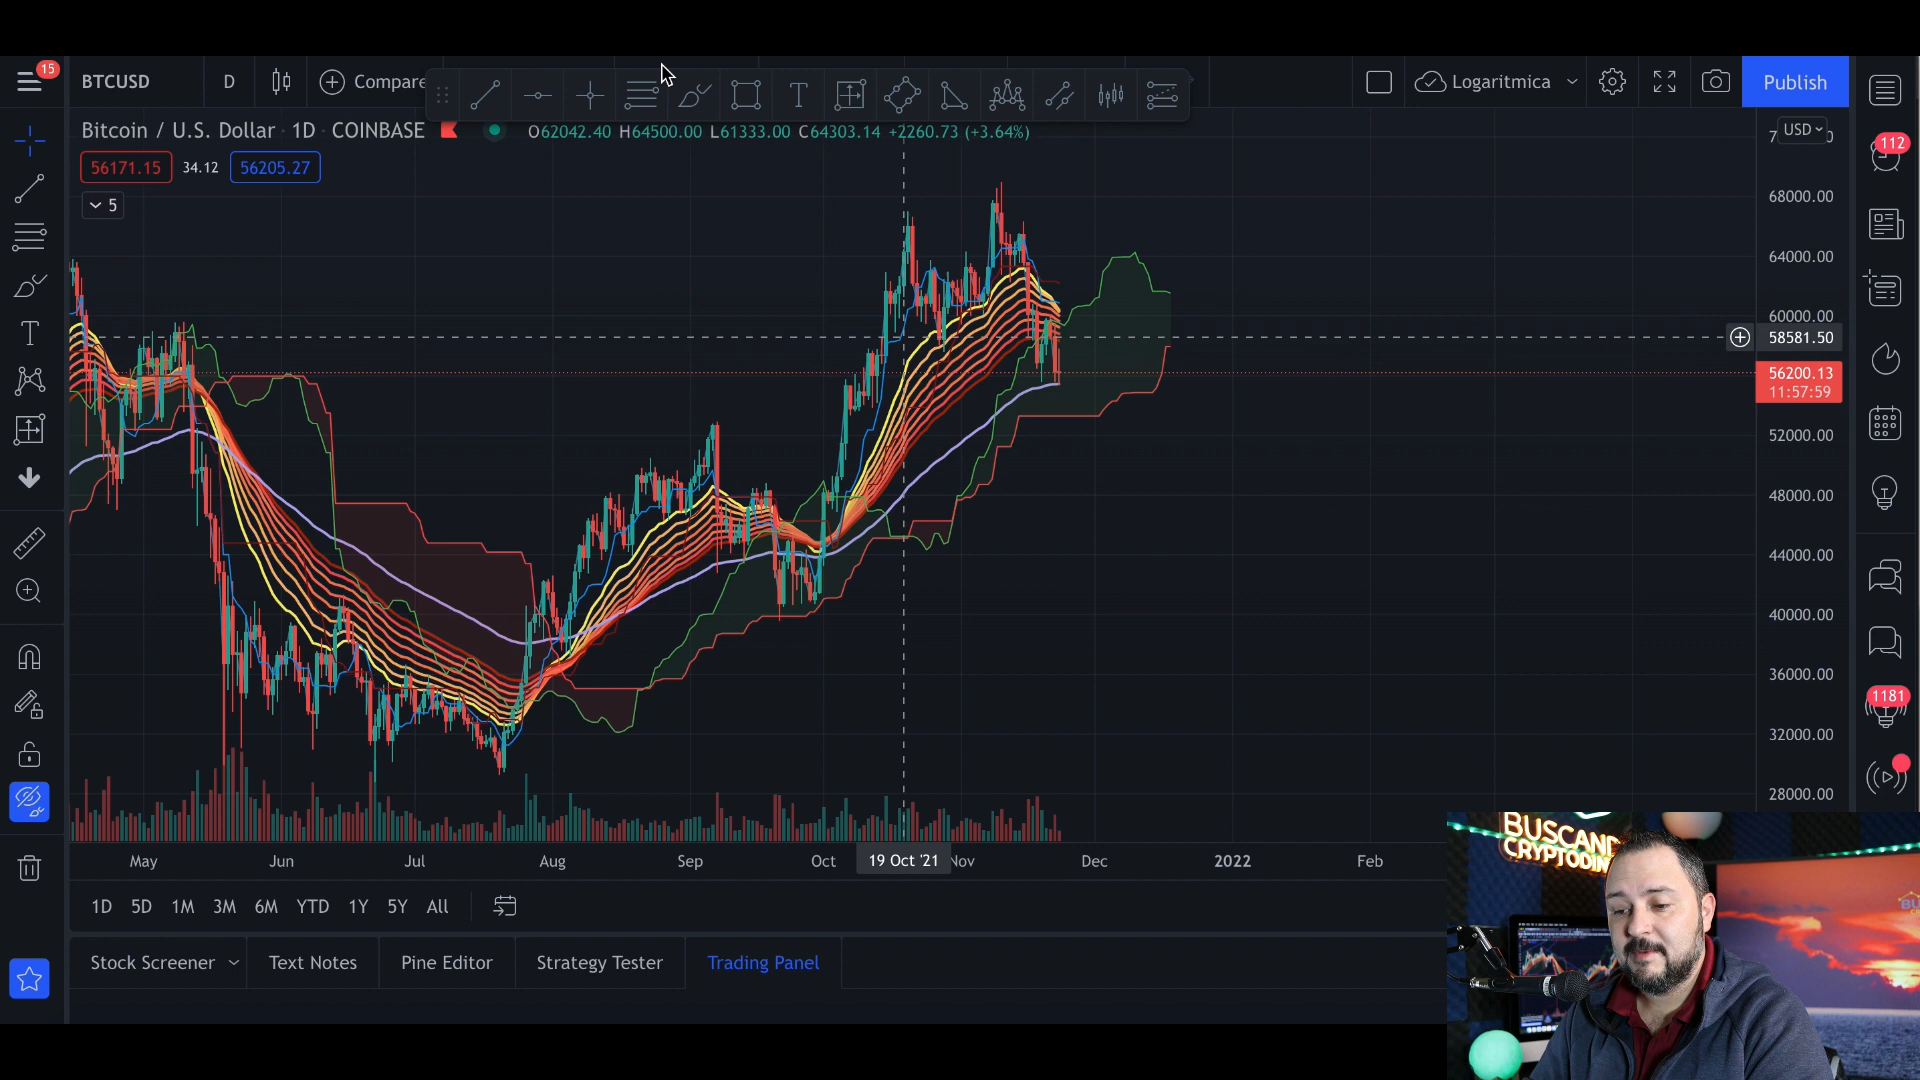 15
BTCUSD
D
Compare
Logaritmica
Publish
Bitcoin / U.S. Dollar · 1D · COINBASE
O62042.40 H64500.00 L61333.00 C64303.14 +2260.73 (+3.64%)
USD
56171.15
34.12
56205.27
5
112
68000.00
64000.00
60000.00
58581.50
56200.13
11:57:59
52000.00
48000.00
44000.00
40000.00
36000.00
32000.00
28000.00
1181
May
Jun
Jul
Aug
Sep
Oct
19 Oct '21
Nov
Dec
2022
Feb
1D
5D
1M
3M
6M
YTD
1Y
5Y
All
Stock Screener
Text Notes
Pine Editor
Strategy Tester
Trading Panel